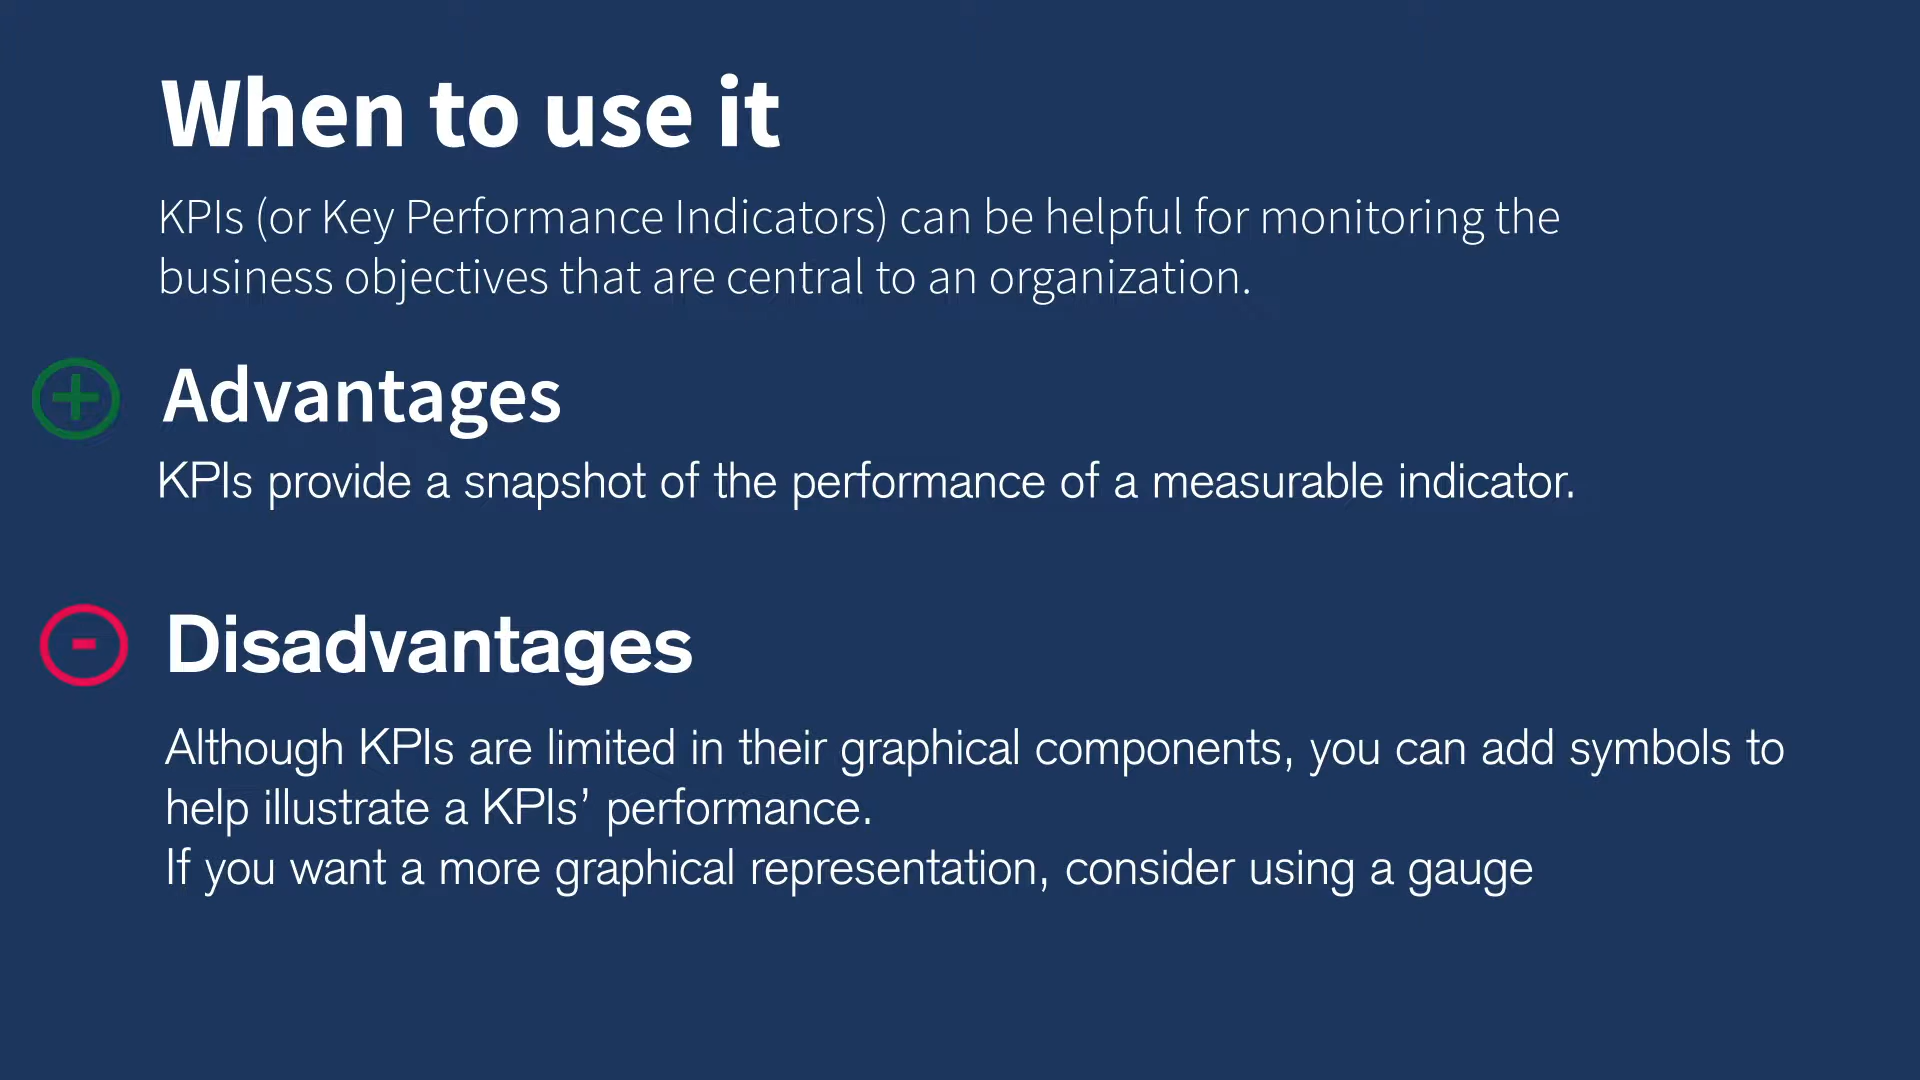 When to use it
KPIs (or Key Performance Indicators) can be helpful for monitoring the
business objectives that are central to an organization.
Advantages
KPIs provide a snapshot of the performance of a measurable indicator.
Disadvantages
Although KPIs are limited in their graphical components, you can add symbols to
help illustrate a KPIs’ performance.
If you want a more graphical representation, consider using a gauge